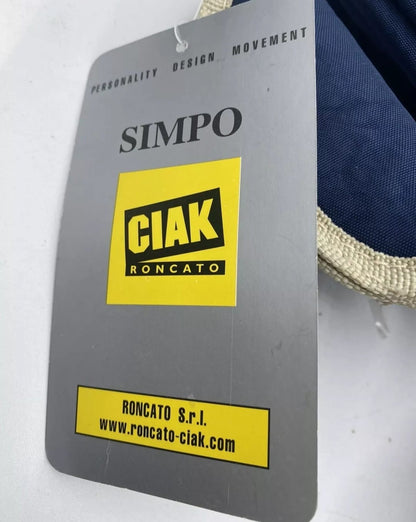 PERSONALITY DESIGN MOVEMENT
SIMPO
CIAK
RONCATO
RONCATO S.r.l.
www.roncato-ciak.com